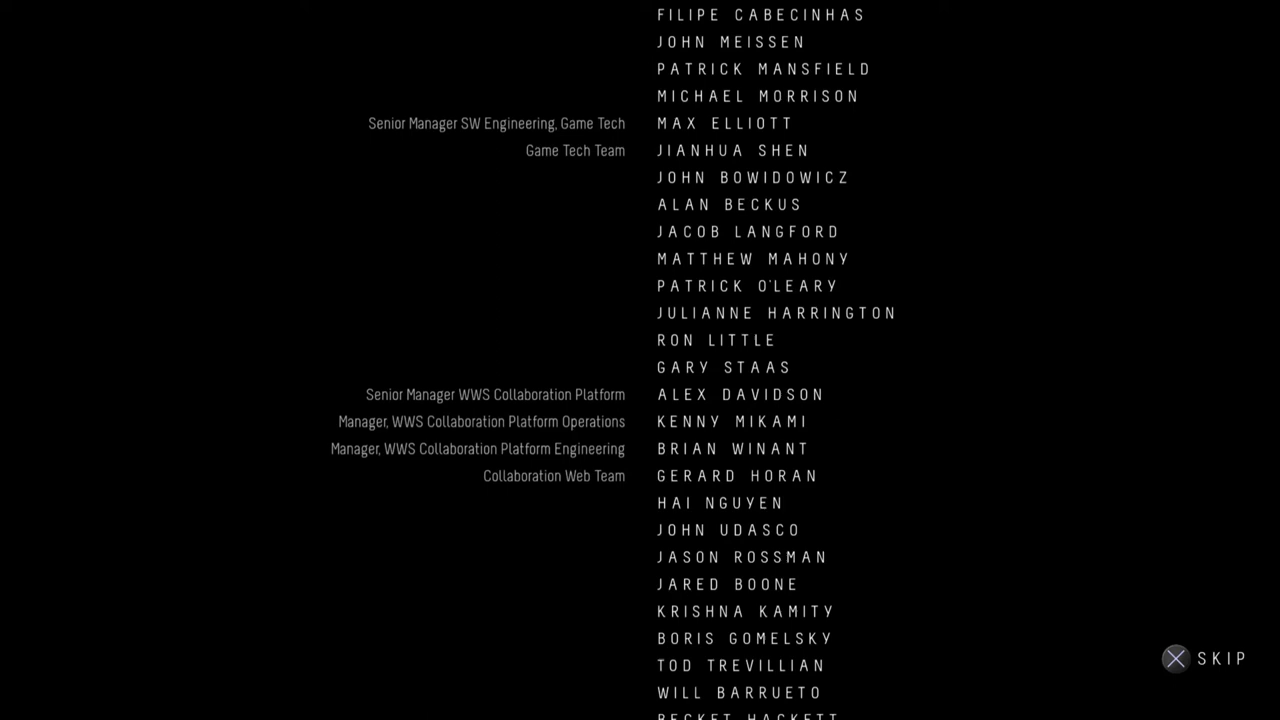 FILIPE CABECINHAS
JOHN MEISSEN
PATRICK MANSFIELD
MICHAEL MORRISON
Senior Manager SW Engineering, Game Tech MAX ELLIOTT
Game Tech Team JIANHUA SHEN
JOHN BOWIDOWICZ
ALAN BECKUS
JACOB LANGFORD
MATTHEW MAHONY
PATRICK O'LEARY
JULIANNE HARRINGTON
RON LITTLE
GARY STAAS
Senior Manager WWS Collaboration Platform ALEX DAVIDSON
Manager, WWS Collaboration Platform Operations KENNY MIKAMI
Manager, WWS Collaboration Platform Engineering BRIAN WINANT
Collaboration Web Team GERARD HORAN
HAI NGUYEN
JOHN UDASCO
JASON ROSSMAN
JARED BOONE
KRISHNA KAMITY
BORIS GOMELSKY
SKIP
TOD TREVILLIAN
WILL BARRUETO
BECKET HACKETT